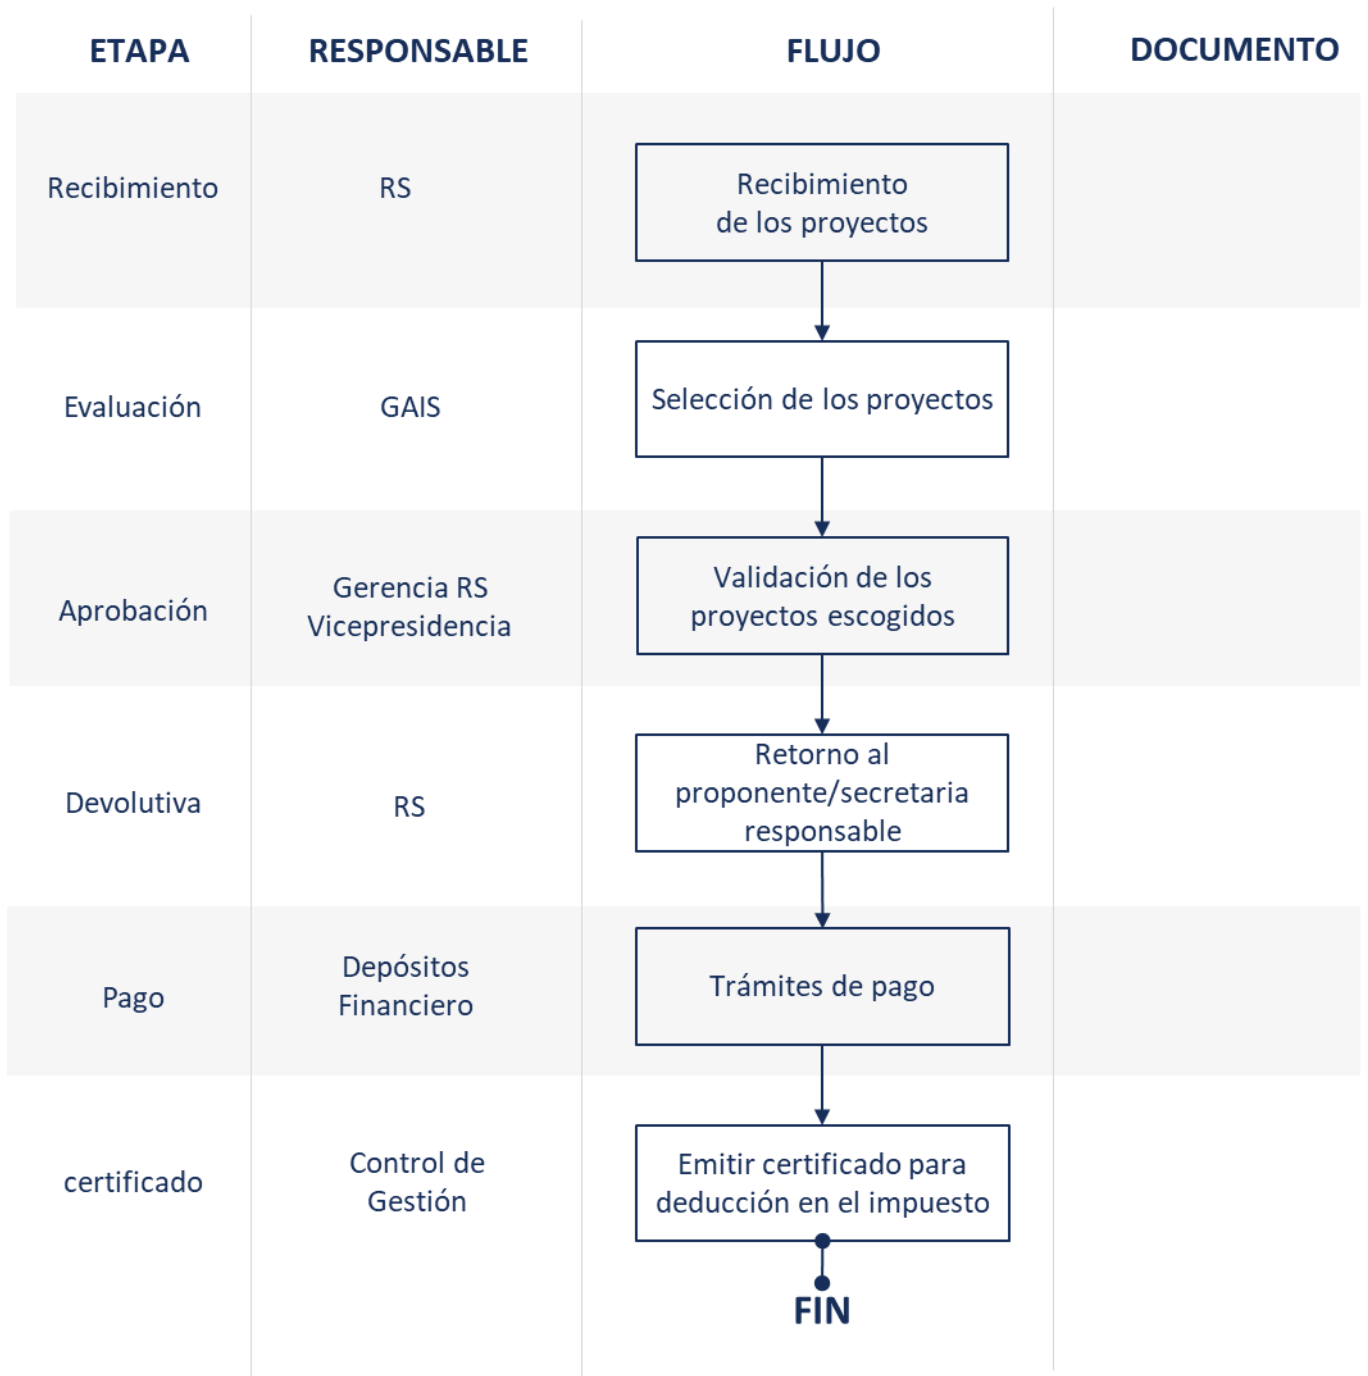 ETAPA
RESPONSABLE
FLUJO
DOCUMENTO
Recibimiento
RS
Recibimiento
de los proyectos
Evaluación
GAIS
Selección de los proyectos
Aprobación
Gerencia RS
Vicepresidencia
Validación de los
proyectos escogidos
Devolutiva
RS
Retorno al
proponente/secretaria
responsable
Pago
Depósitos
Financiero
Trámites de pago
certificado
Control de
Gestión
Emitir certificado para
deducción en el impuesto
FIN